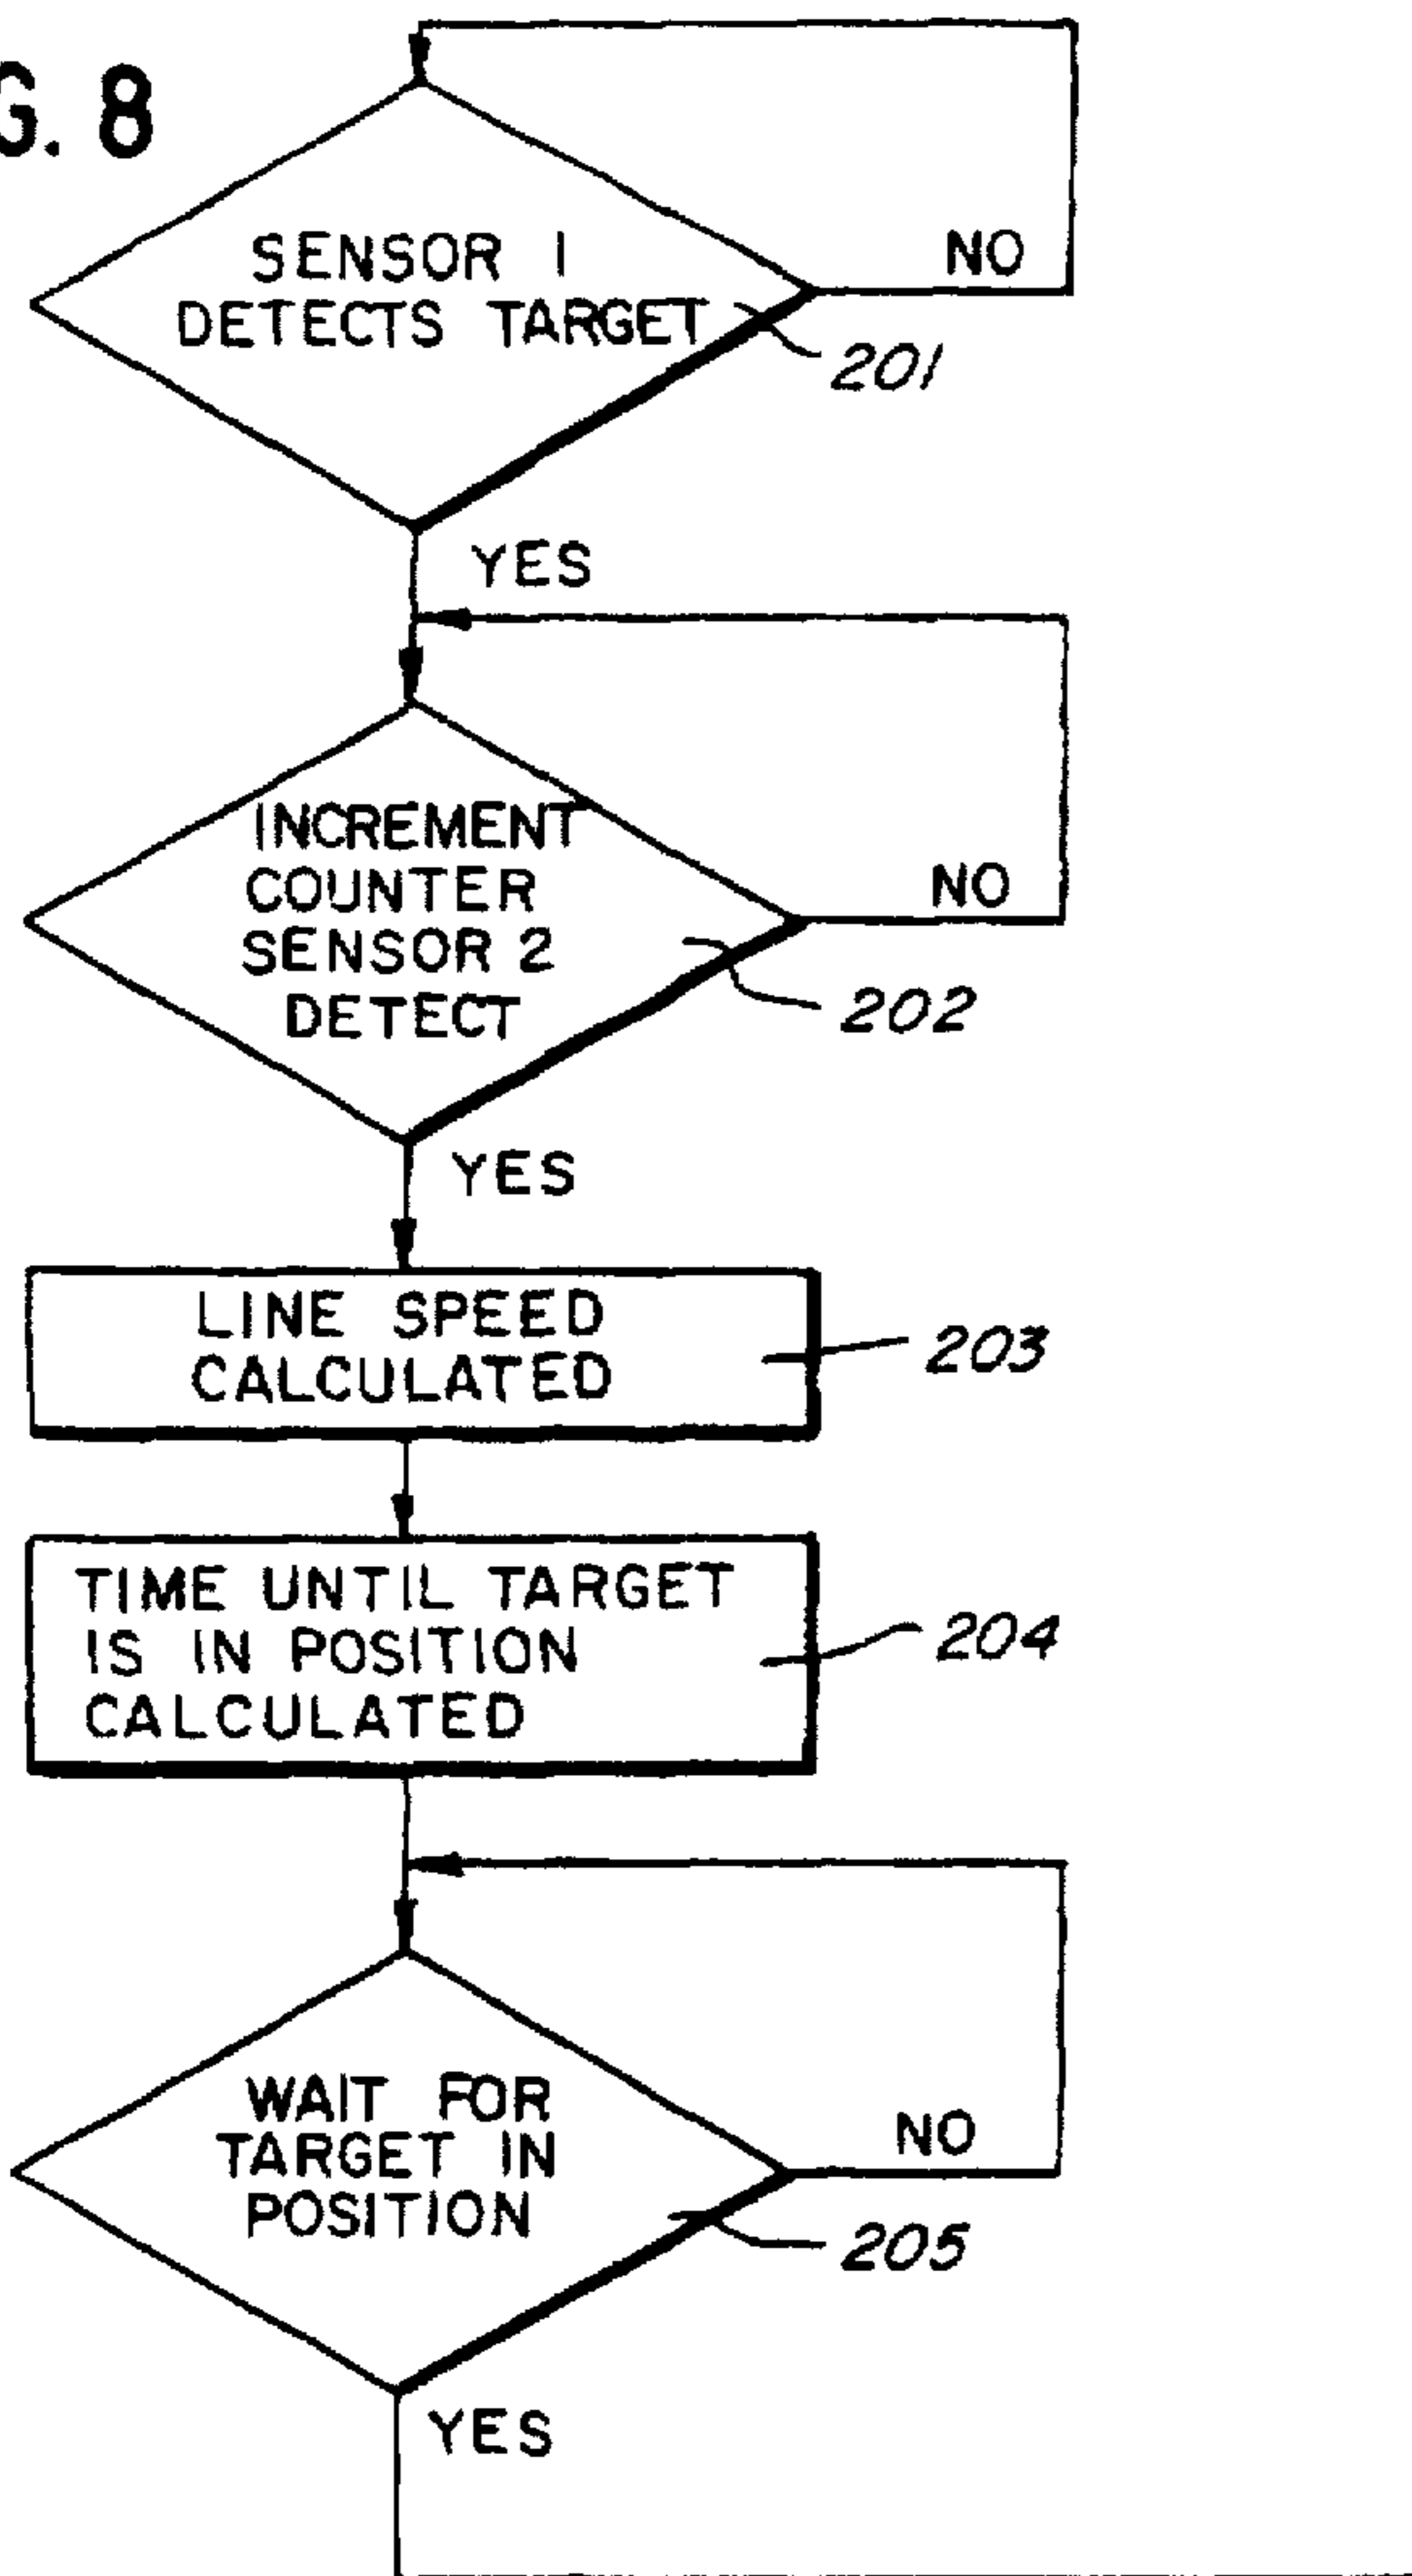 G. 8
SENSOR 1
DETECTS TARGET
NO
201
YES
INCREMENT
COUNTER
SENSOR 2
DETECT
NO
202
YES
LINE SPEED
CALCULATED
203
TIME UNTIL TARGET
IS IN POSITION
CALCULATED
204
WAIT FOR
TARGET IN
POSITION
NO
205
YES